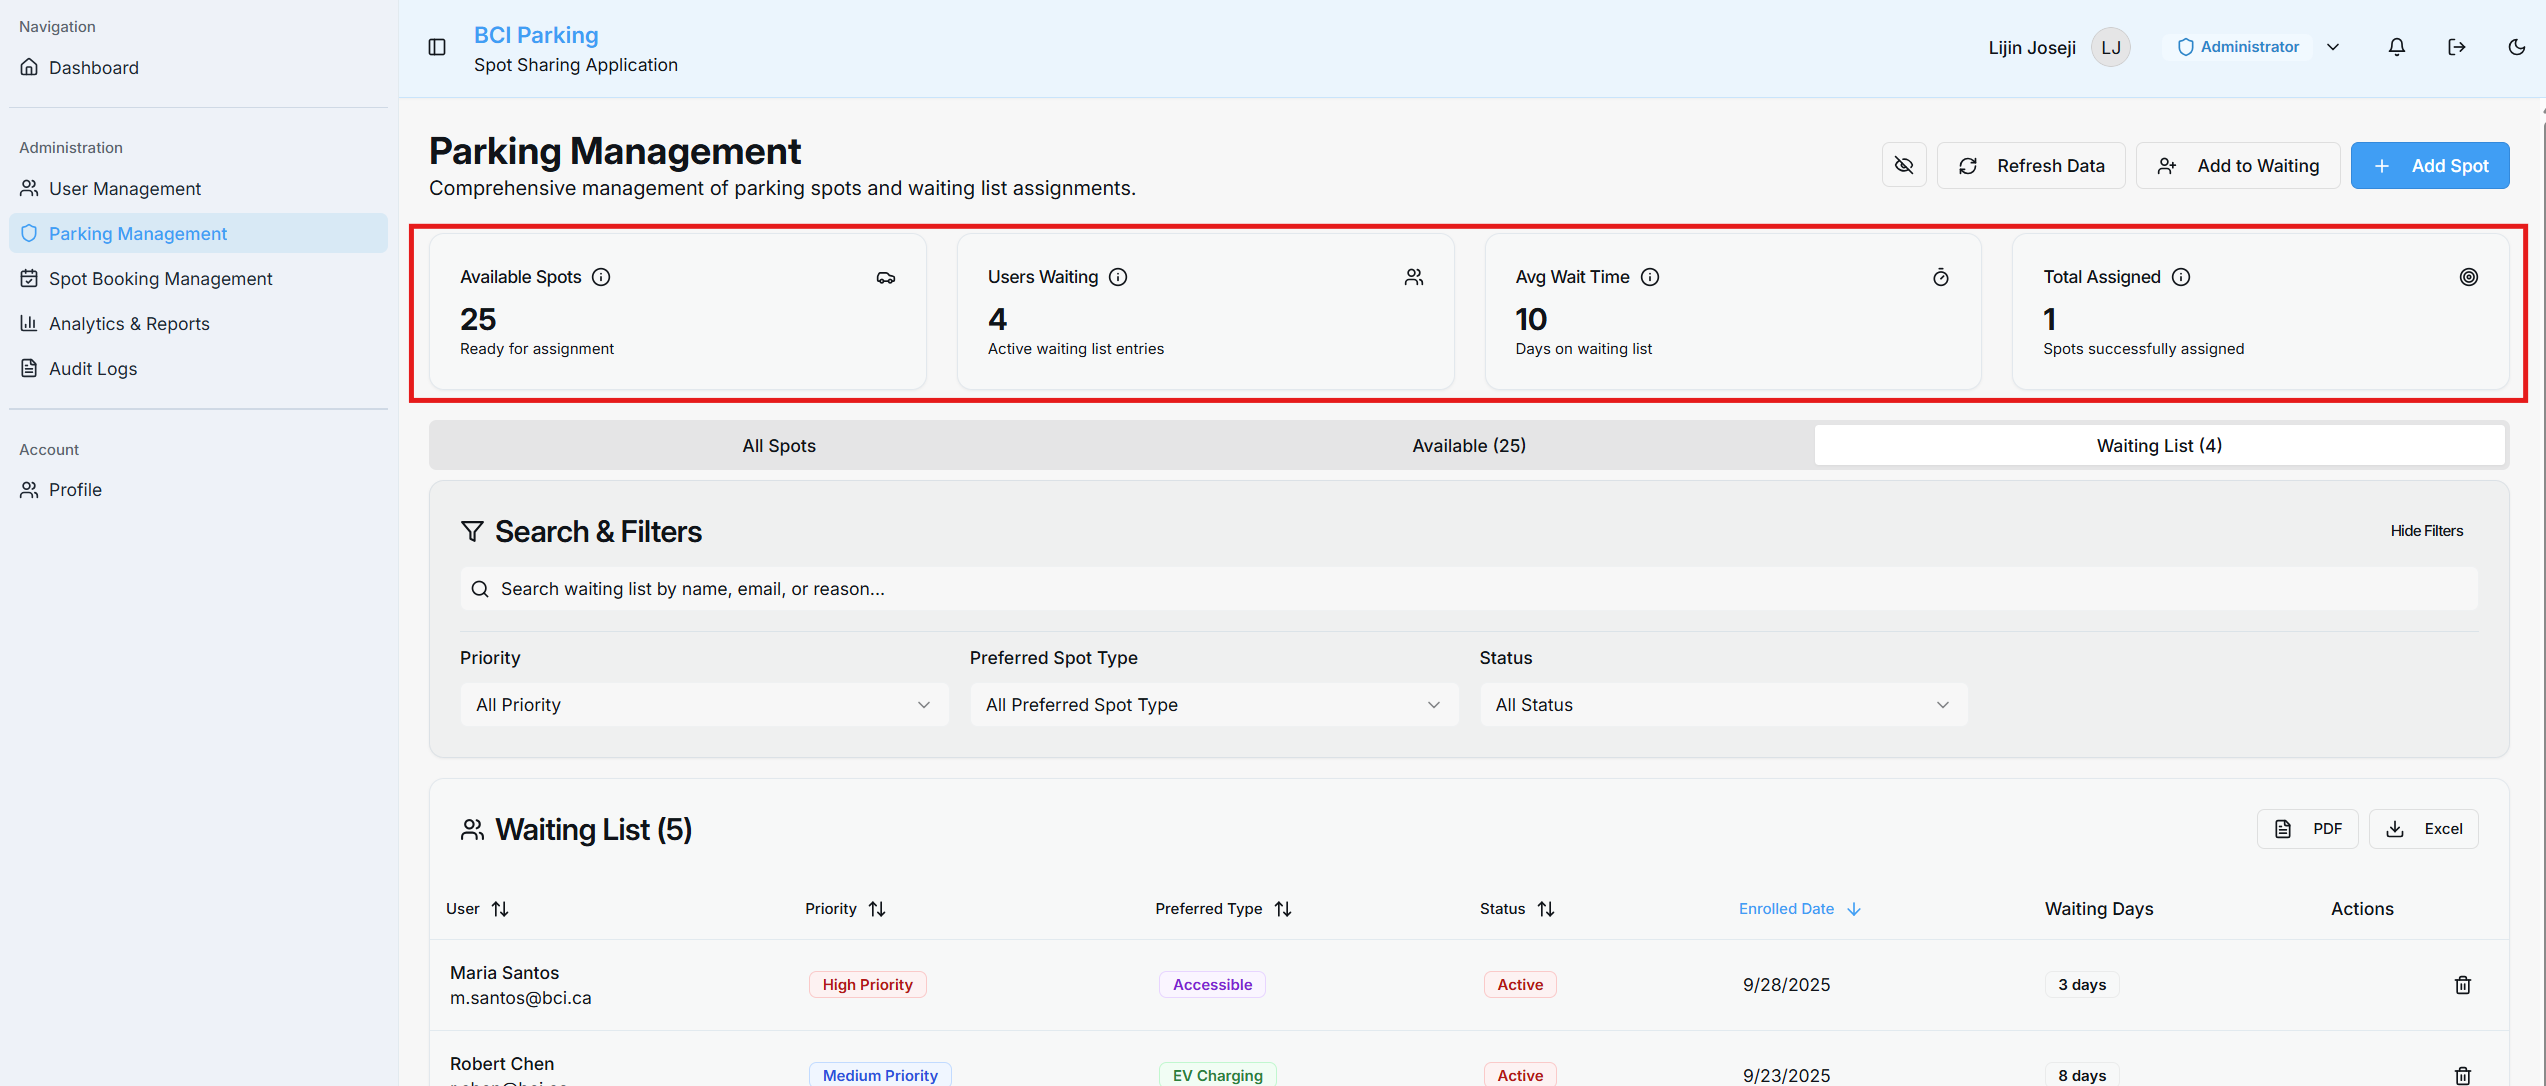 Navigation
Dashboard
Administration
User Management
Parking Management
Spot Booking Management
Analytics & Reports
Audit Logs
Account
Profile
BCI Parking
Spot Sharing Application
Lijin Joseji
LJ
Administrator
Parking Management
Comprehensive management of parking spots and waiting list assignments.
Refresh Data
Add to Waiting
Add Spot
Available Spots
25
Ready for assignment
Users Waiting
4
Active waiting list entries
Avg Wait Time
10
Days on waiting list
Total Assigned
1
Spots successfully assigned
All Spots
Available (25)
Waiting List (4)
Search & Filters
Hide Filters
Search waiting list by name, email, or reason...
Priority
All Priority
Preferred Spot Type
All Preferred Spot Type
Status
All Status
Waiting List (5)
PDF
Excel
User Priority Preferred Type Status Enrolled Date Waiting Days Actions
Maria Santos
m.santos@bci.ca
High Priority Accessible Active 9/28/2025 3 days
Robert Chen
Medium Priority EV Charging Active 9/23/2025 8 days